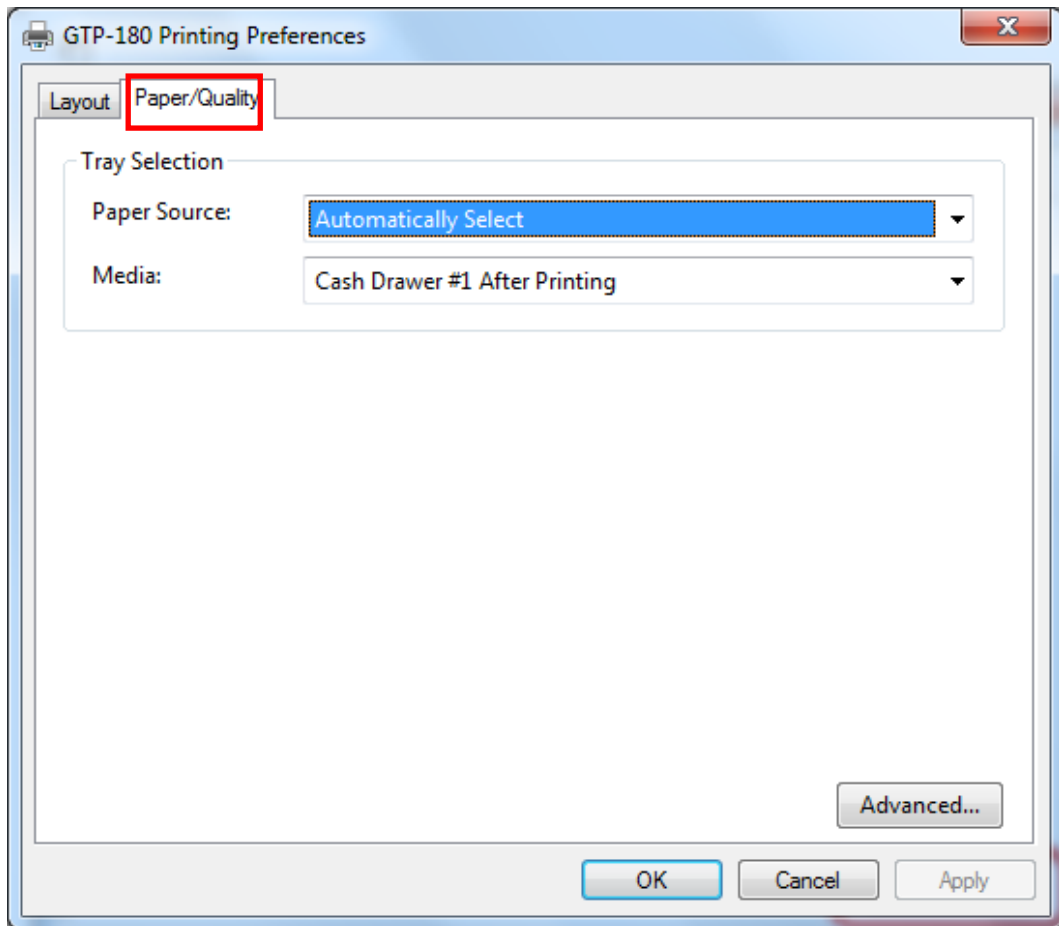 GTP-180 Printing Preferences
x
Layout Paper/Quality
Tray Selection
Paper Source: Automatically Select
Media: Cash Drawer #1 After Printing
Advanced...
OK Cancel Apply